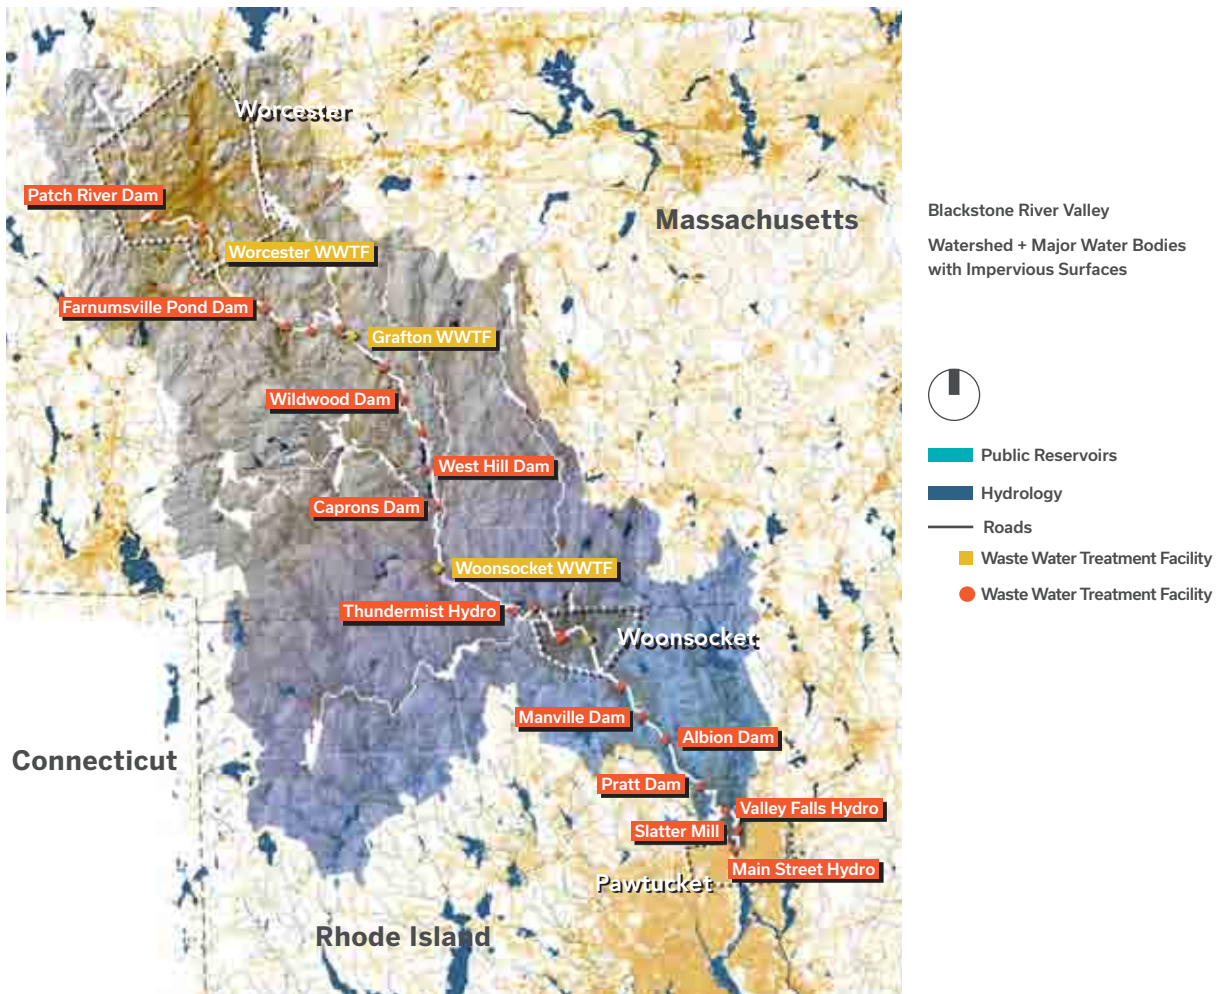 Worcester
Patch River Dam
Massachusetts
Worcester WWTF
Farnumsville Pond Dam
Grafton WWTF
Wildwood Dam
West Hill Dam
Caprons Dam
Woonsocket WWTF
Thundermist Hydro
Woonsocket
Manville Dam
Albion Dam
Connecticut
Pratt Dam
Valley Falls Hydro
Slatter Mill
Main Street Hydro
Pawtucket
Rhode Island
Blackstone River Valley
Watershed + Major Water Bodies
with Impervious Surfaces
Public Reservoirs
Hydrology
Roads
Waste Water Treatment Facility
Waste Water Treatment Facility